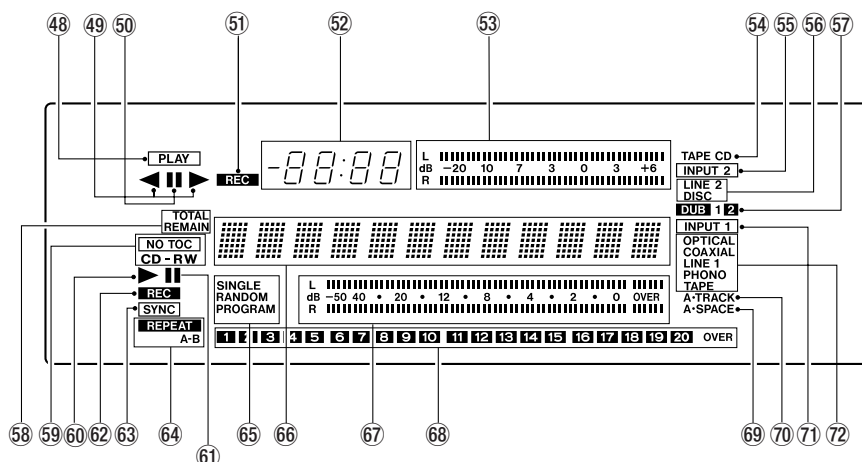 48 49 50 51 52 53 54 55 56 57
PLAY
REC
-88:88
L
dB -20 10 7 3 0 3 +6
R
TAPE CD
INPUT 2
LINE 2
DISC
DUB 1 2
TOTAL
REMAIN
NO TOC
CD-RW
REC
SYNC
REPEAT
A-B
SINGLE
RANDOM
PROGRAM
L
dB -50 40 • 20 • 12 • 8 • 4 • 2 • 0 OVER
R
1 2 3 4 5 6 7 8 9 10 11 12 13 14 15 16 17 18 19 20 OVER
INPUT 1
OPTICAL
COAXIAL
LINE 1
PHONO
TAPE
A•TRACK
A•SPACE
58 59 60 62 63 64 61 65 66 67 68 69 70 71 72